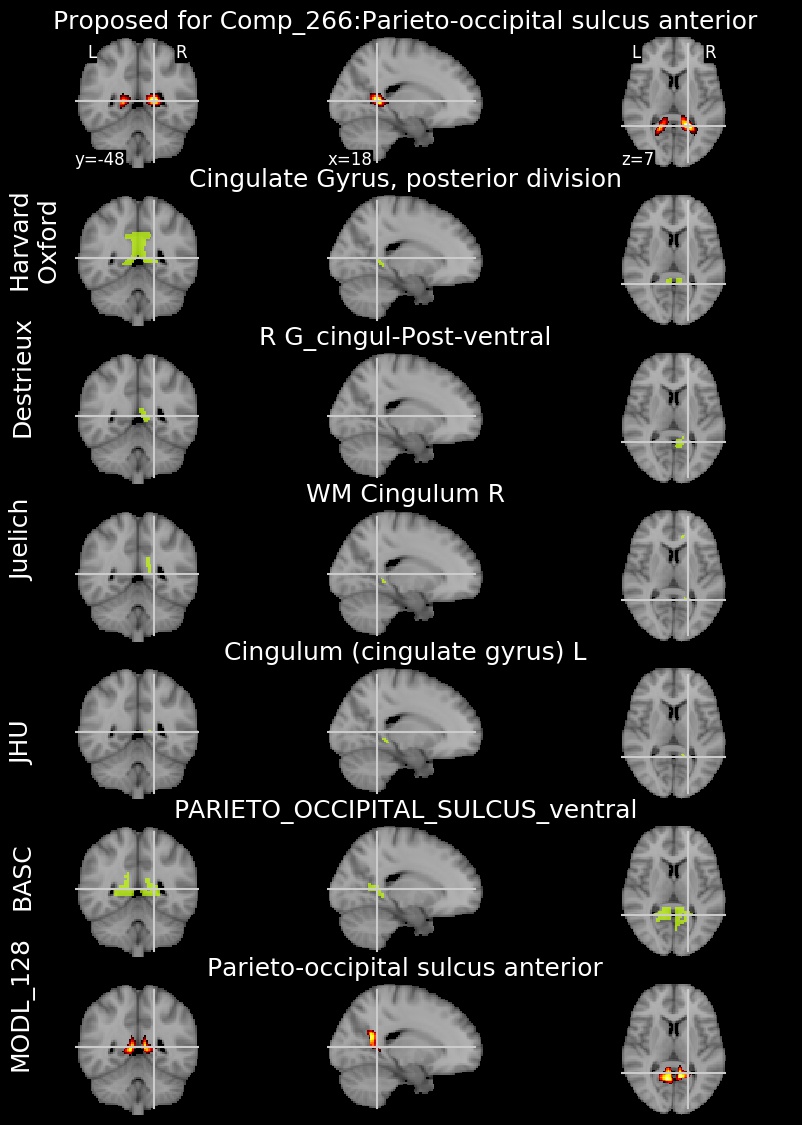 Proposed for Comp_266:Parieto-occipital sulcus anterior
L R
L R
y=-48
x=18
z=7
Cingulate Gyrus, posterior division
Harvard
Oxford
R G_cingul-Post-ventral
Destrieux
WM Cingulum R
Juelich
Cingulum (cingulate gyrus) L
JHU
PARIETO_OCCIPITAL_SULCUS_ventral
BASC
Parieto-occipital sulcus anterior
MODL_128